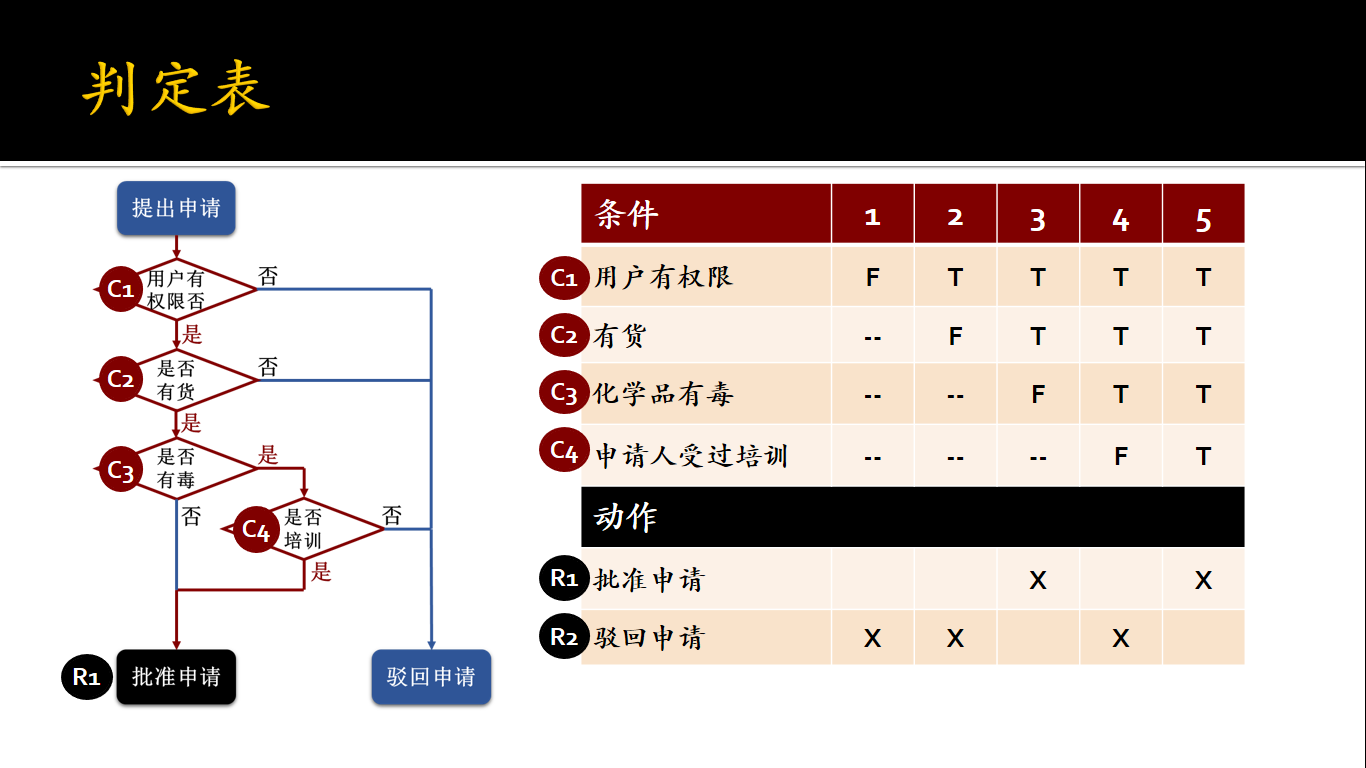 判定表
提出申请
C1 用户有
权限否
否
是
C2 是否
有货
否
是
C3 是否
有毒
是
否
C4 是否
培训
否
是
R1 批准申请
驳回申请
条件 1 2 3 4 5
C1 用户有权限 F T T T T
C2 有货 -- F T T T
C3 化学品有毒 -- -- F T T
C4 申请人受过培训 -- -- -- F T
动作
R1 批准申请 X X
R2 驳回申请 X X X